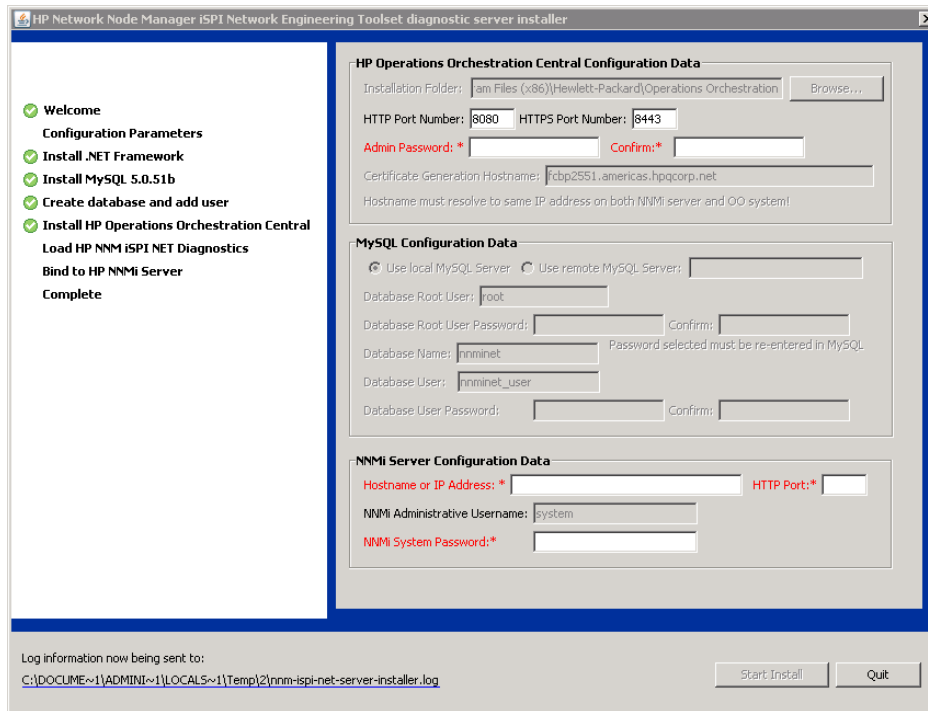 HP Network Node Manager iSPI Network Engineering Toolset diagnostic server installer
Welcome
Configuration Parameters
Install .NET Framework
Install MySQL 5.0.51b
Create database and add user
Install HP Operations Orchestration Central
Load HP NNM iSPI NET Diagnostics
Bind to HP NNMi Server
Complete
HP Operations Orchestration Central Configuration Data
Installation Folder: ram Files (x86)\Hewlett-Packard\Operations Orchestration Browse...
HTTP Port Number: 8080 HTTPS Port Number: 8443
Admin Password: * Confirm:*
Certificate Generation Hostname: fcbp2551.americas.hpqcorp.net
Hostname must resolve to same IP address on both NNMi server and OO system!
MySQL Configuration Data
Use local MySQL Server Use remote MySQL Server:
Database Root User: root
Database Root User Password: Confirm:
Password selected must be re-entered in MySQL
Database Name: nnminet
Database User: nnminet_user
Database User Password: Confirm:
NNMi Server Configuration Data
Hostname or IP Address: * HTTP Port:*
NNMi Administrative Username: system
NNMi System Password:*
Log information now being sent to:
C:\DOCUME~1\ADMINI~1\LOCALS~1\Temp\2\nnm-ispi-net-server-installer.log
Start Install Quit